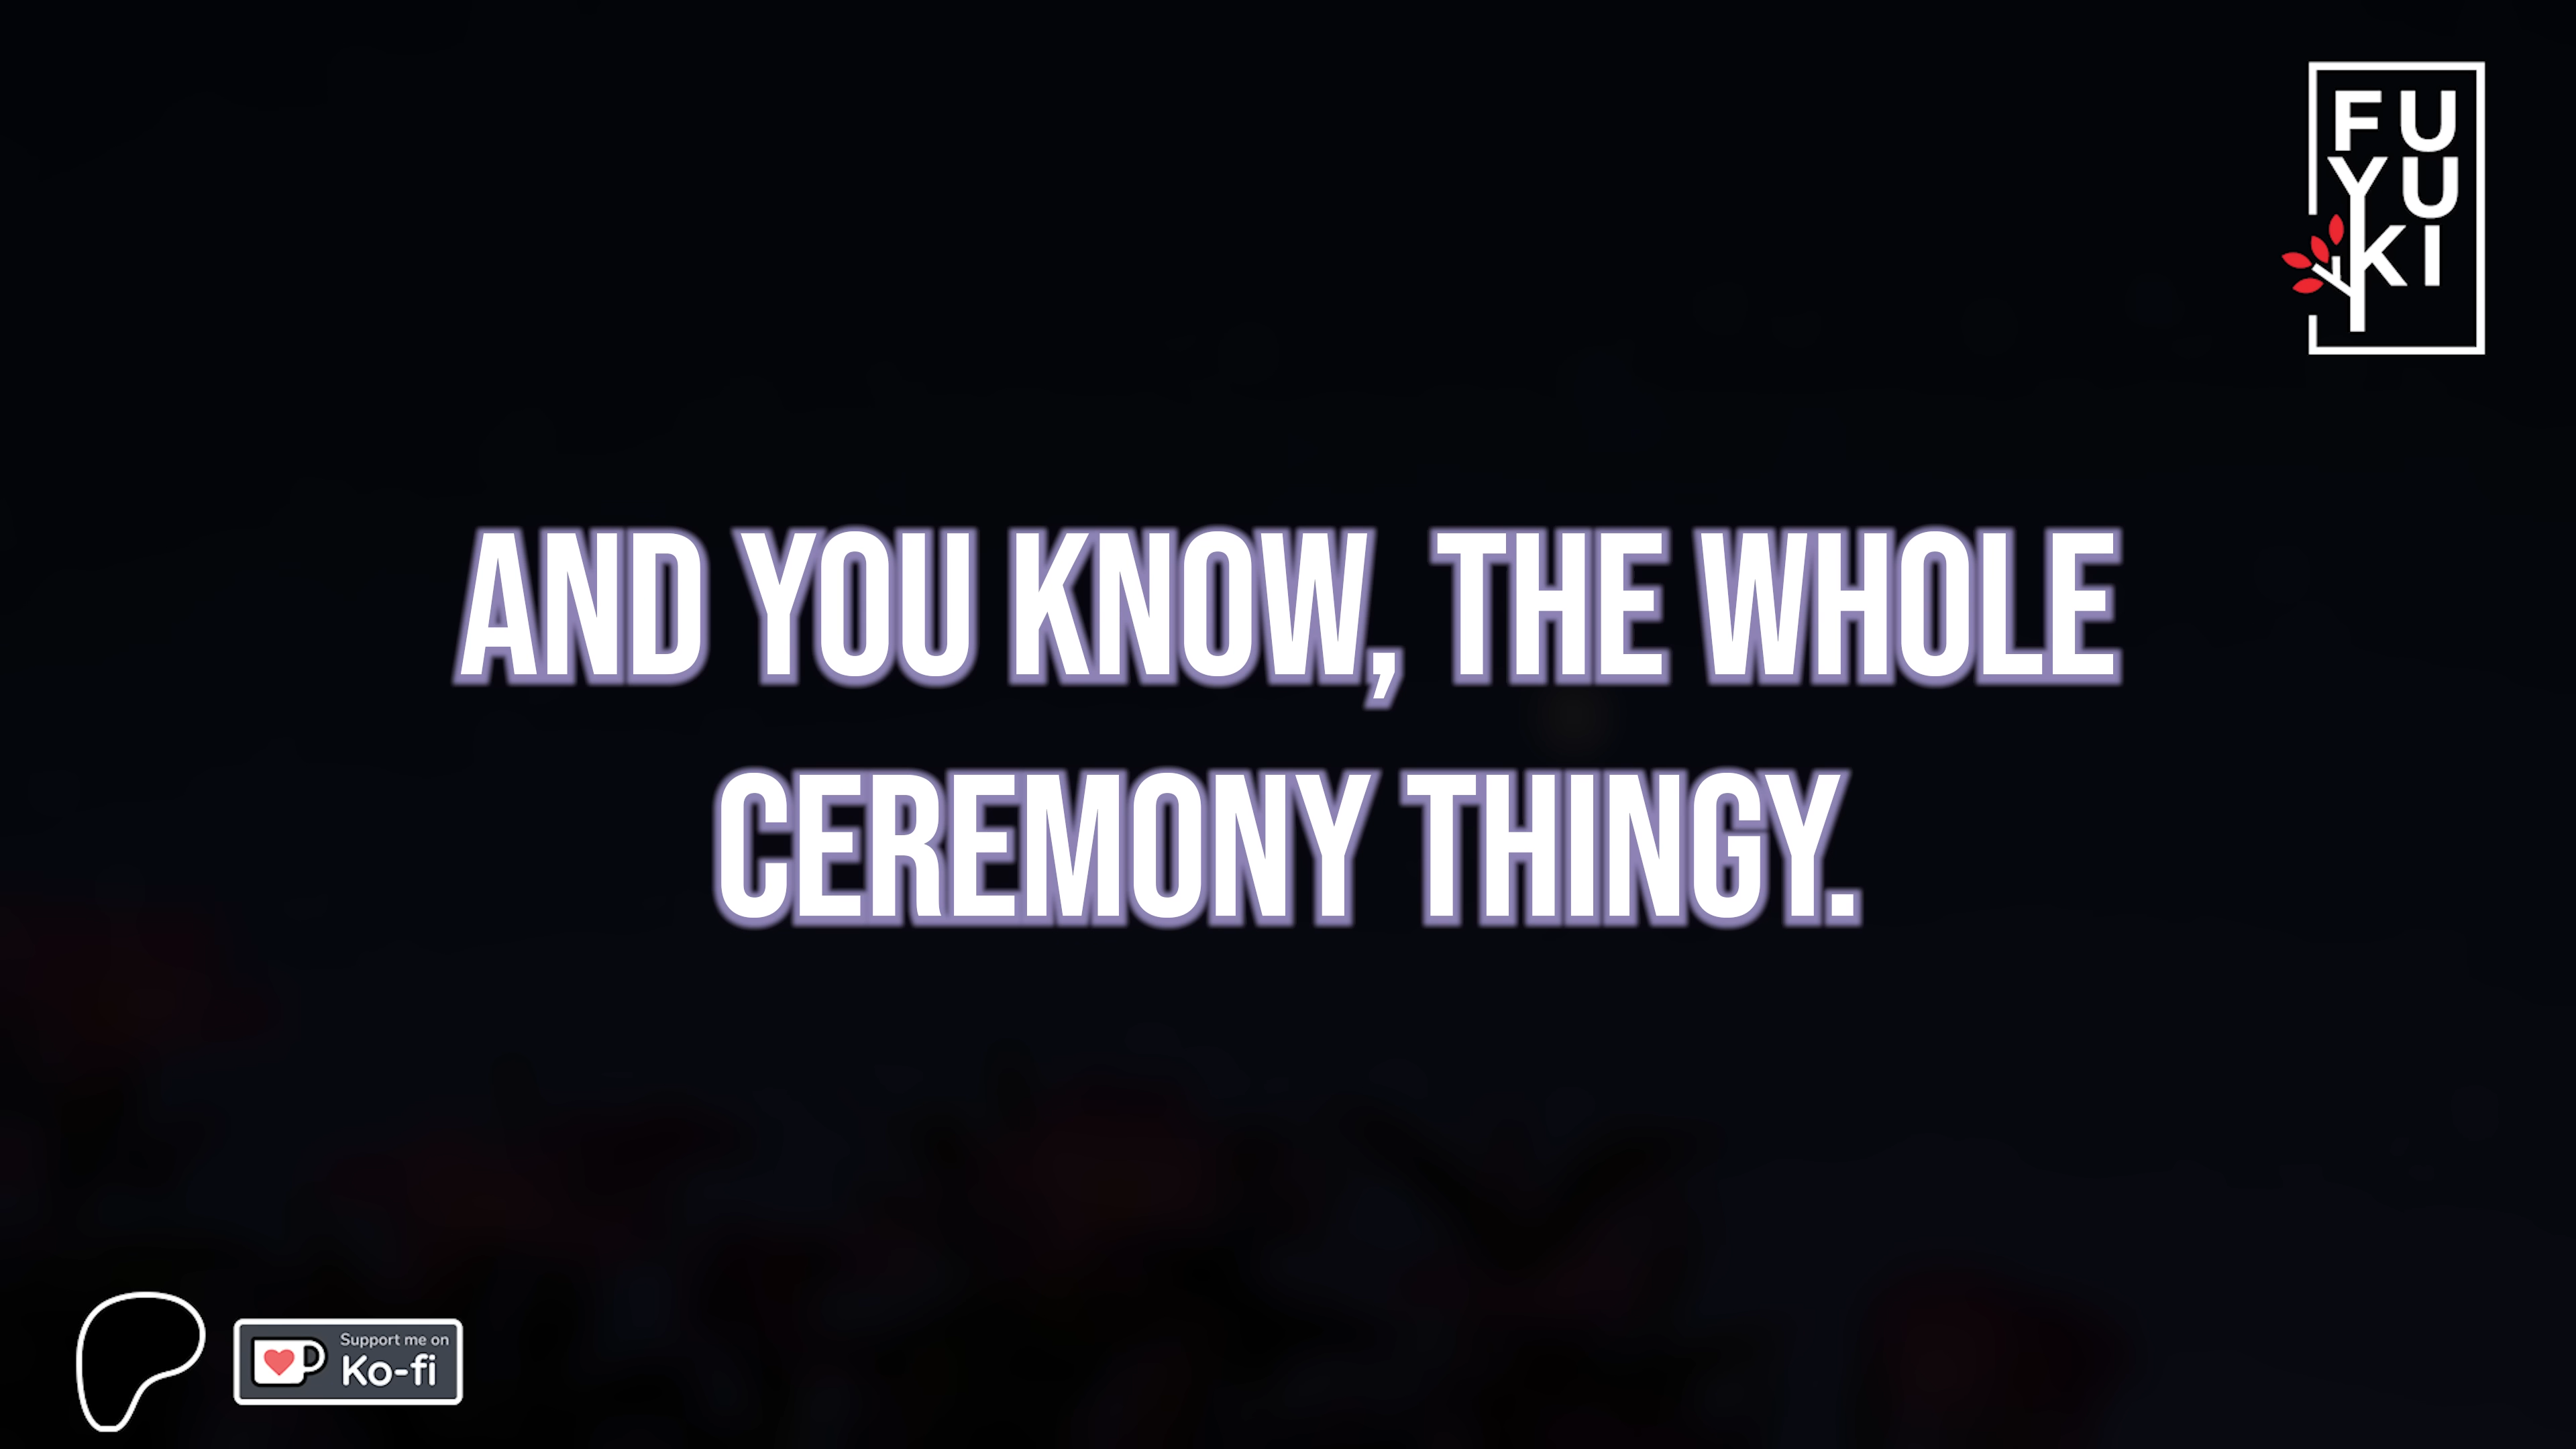 FU
YU
KI
AND YOU KNOW, THE WHOLE
CEREMONY THINGY.
Support me on
Ko-fi